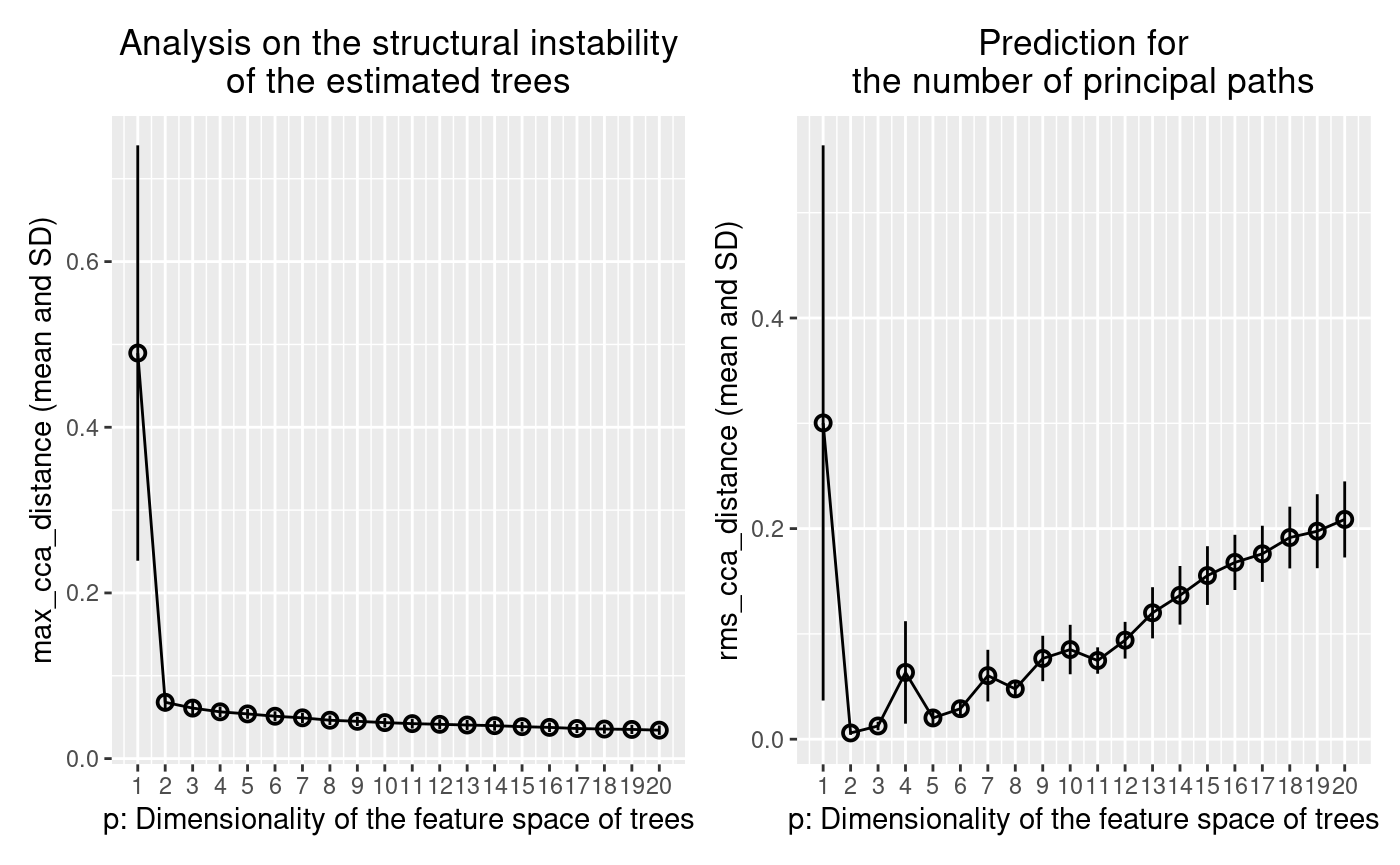 Analysis on the structural instability
of the estimated trees
max_cca_distance (mean and SD)
0.6
0.4
0.2
0.0
1 2 3 4 5 6 7 8 9 10 11 12 13 14 15 16 17 18 19 20
p: Dimensionality of the feature space of trees
Prediction for
the number of principal paths
rms_cca_distance (mean and SD)
0.4
0.2
0.0
1 2 3 4 5 6 7 8 9 10 11 12 13 14 15 16 17 18 19 20
p: Dimensionality of the feature space of trees